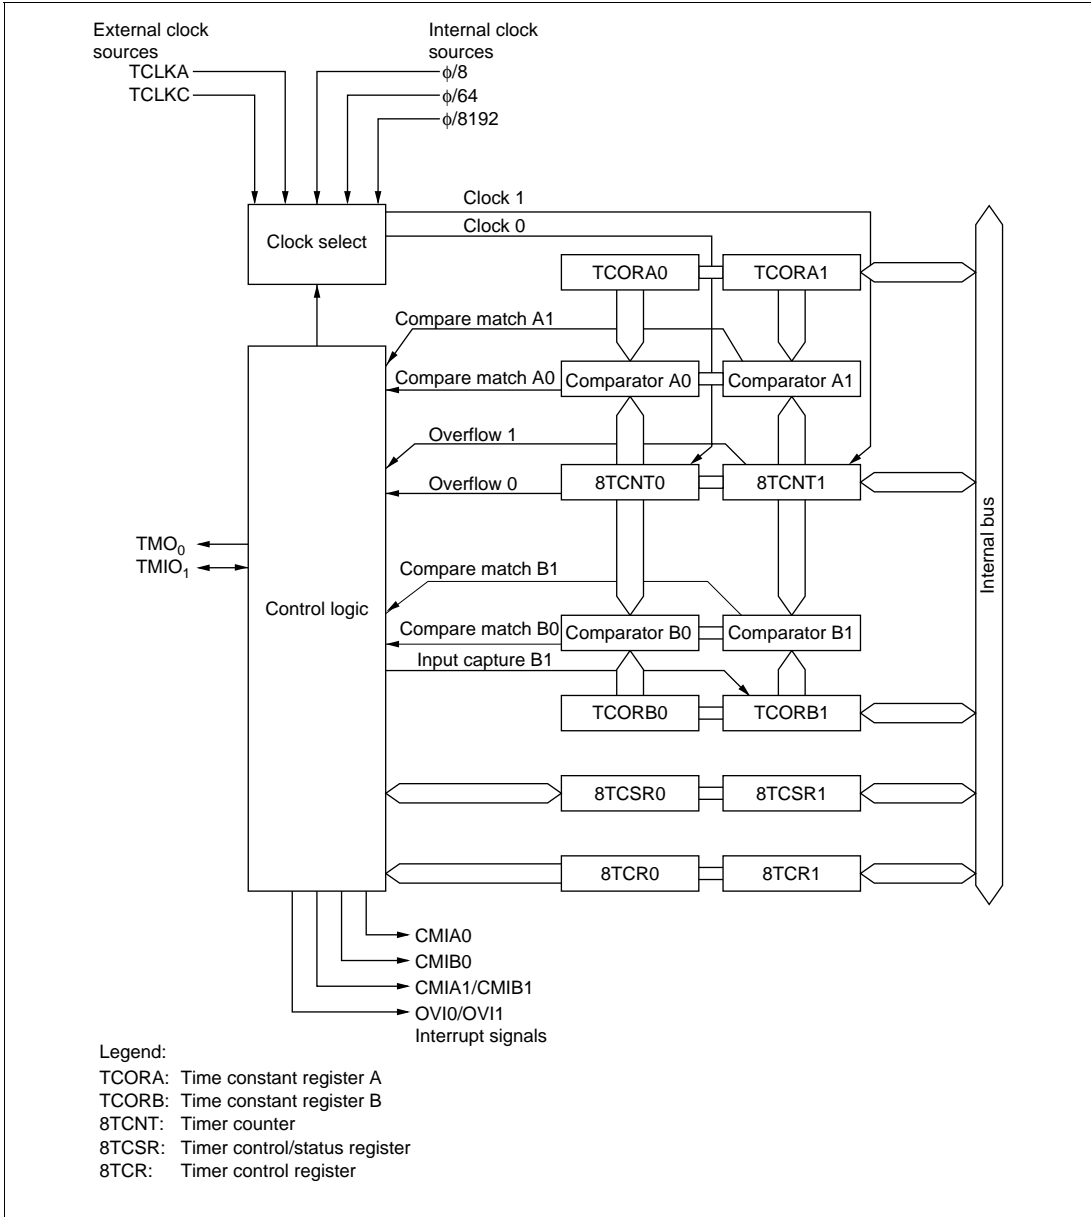 External clock
sources
TCLKA
TCLKC
Internal clock
sources
ϕ/8
ϕ/64
ϕ/8192
Clock 1
Clock 0
Clock select
TCORA0
TCORA1
Compare match A1
Compare match A0
Comparator A0
Comparator A1
Overflow 1
Overflow 0
8TCNT0
8TCNT1
Internal bus
TMO0
TMIO1
Control logic
Compare match B1
Compare match B0
Comparator B0
Comparator B1
Input capture B1
TCORB0
TCORB1
8TCSR0
8TCSR1
8TCR0
8TCR1
CMIA0
CMIB0
CMIA1/CMIB1
OVI0/OVI1
Interrupt signals
Legend:
TCORA: Time constant register A
TCORB: Time constant register B
8TCNT: Timer counter
8TCSR: Timer control/status register
8TCR: Timer control register